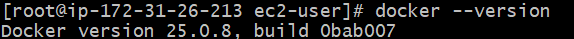 [root@ip-172-31-26-213 ec2-user]# docker --version
Docker version 25.0.8, build 0bab007